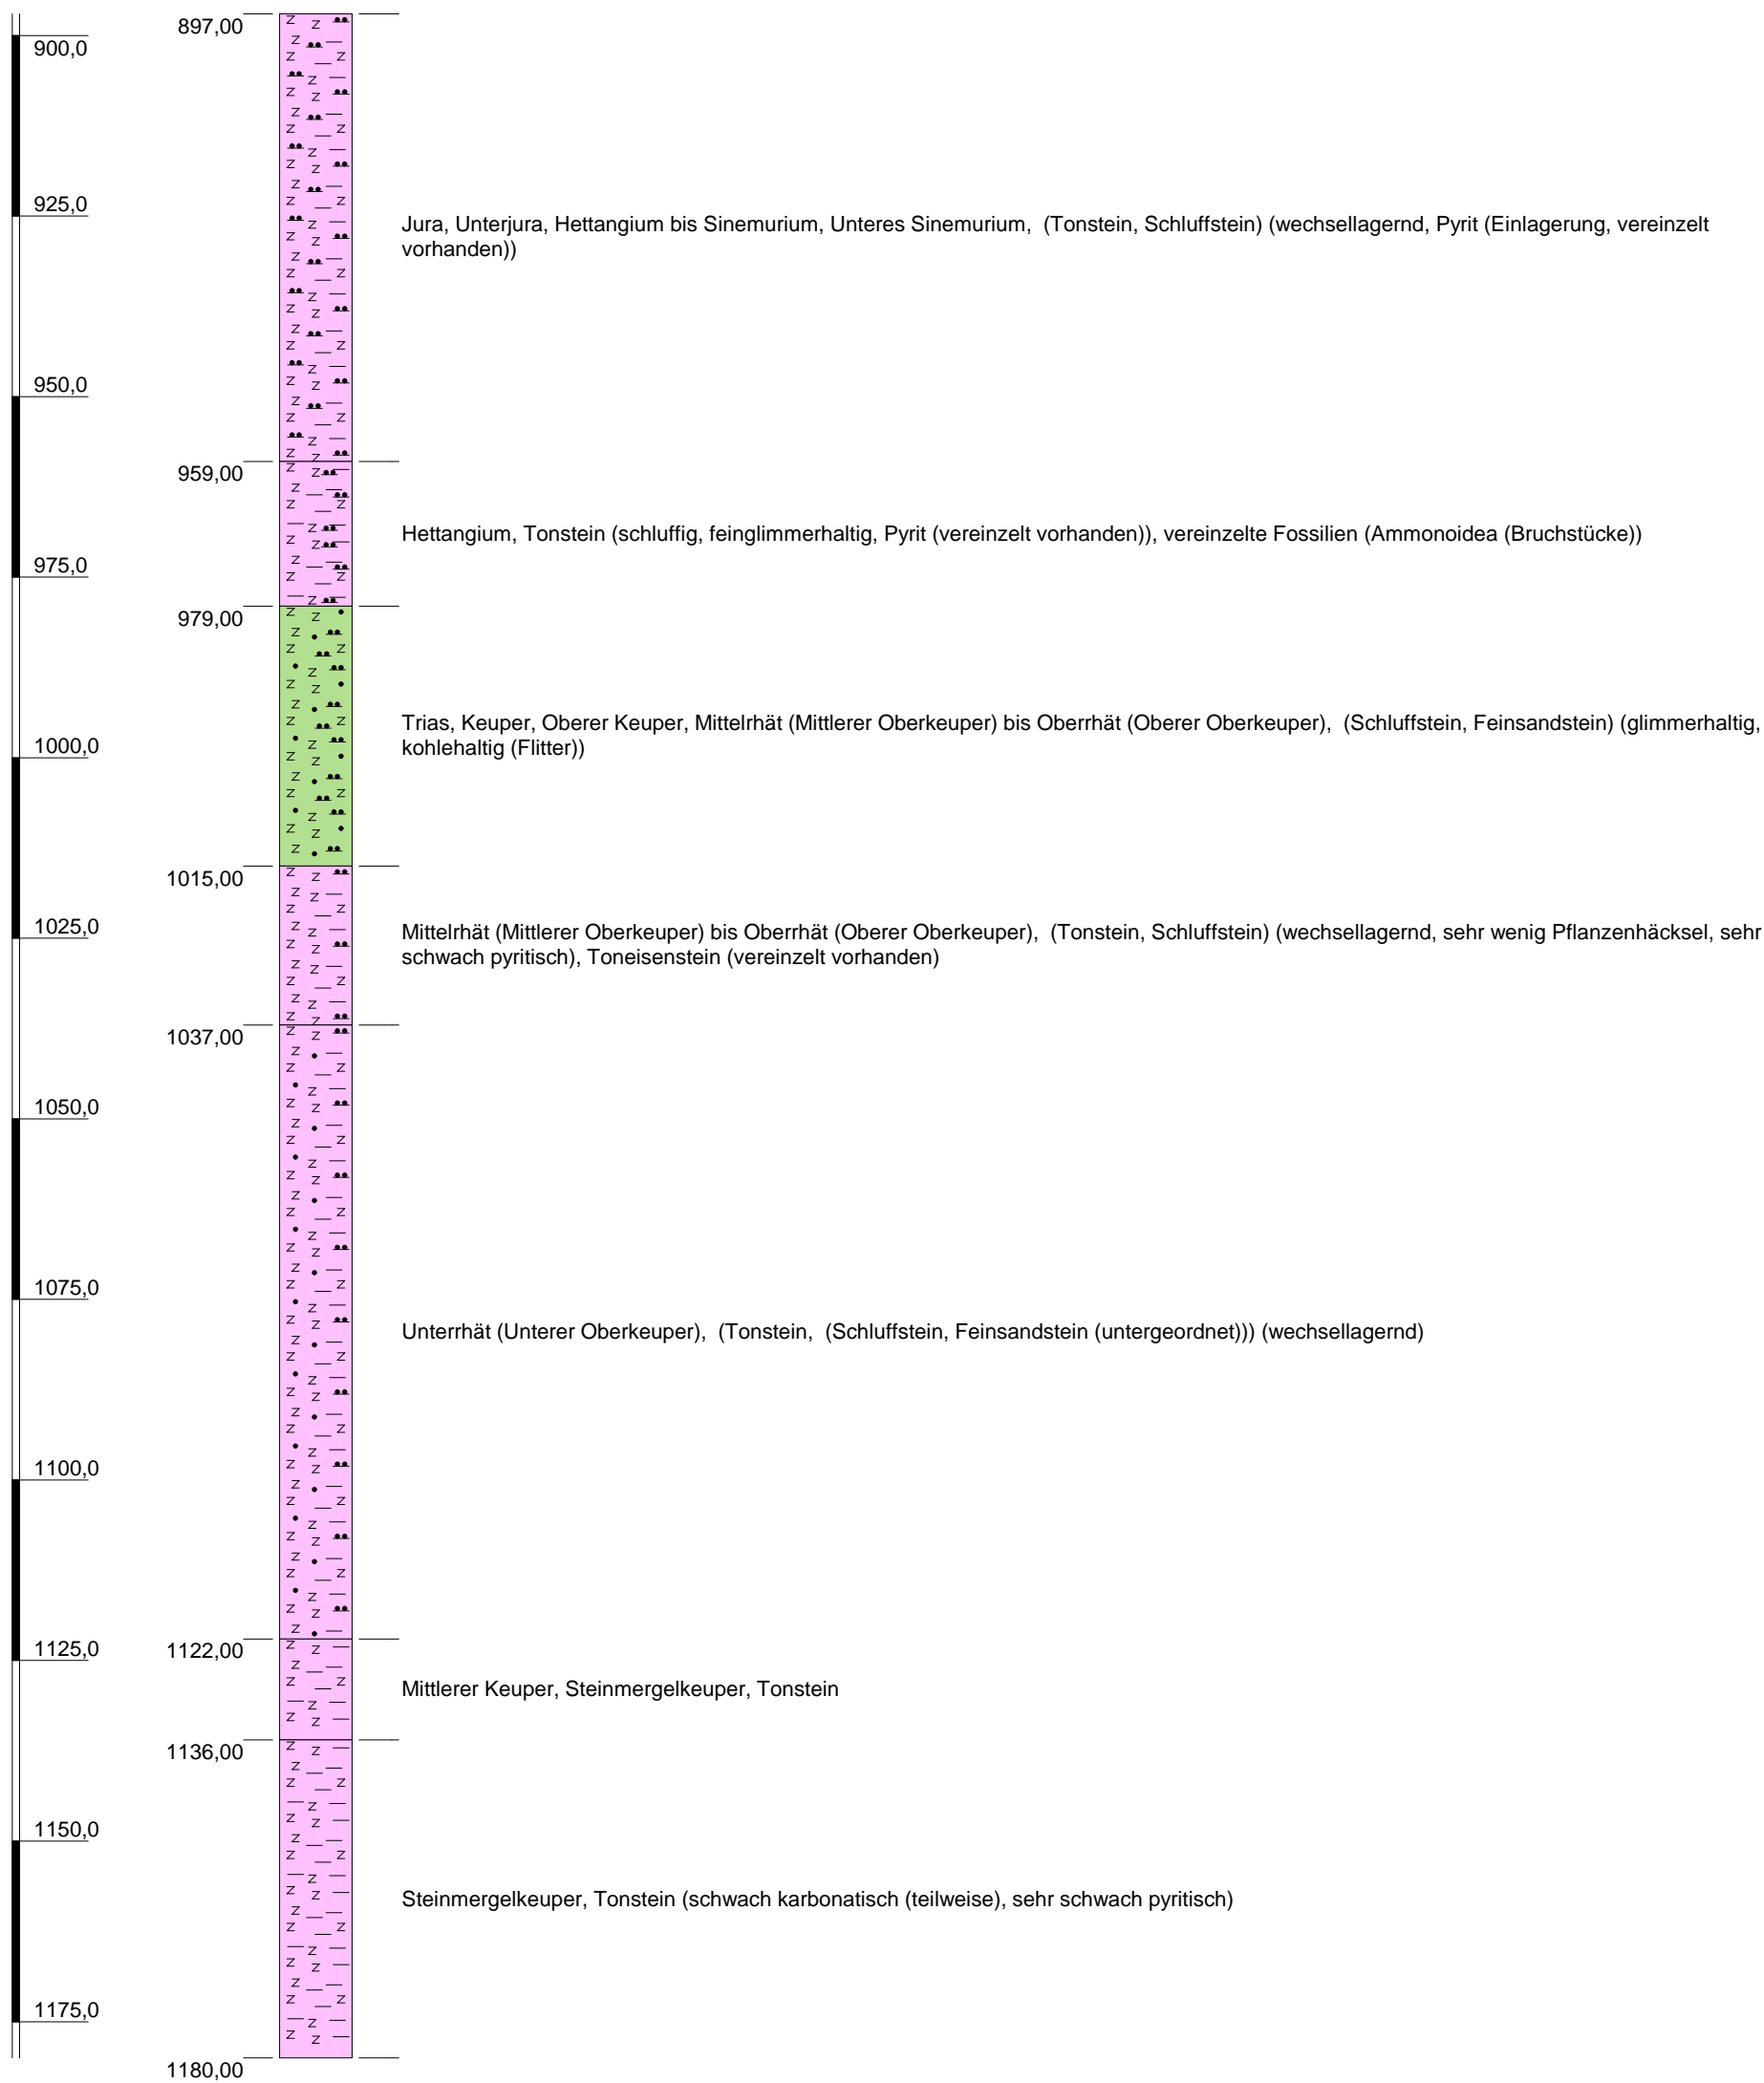 897,00
900,0
925,0
Jura, Unterjura, Hettangium bis Sinemurium, Unteres Sinemurium,  (Tonstein, Schluffstein) (wechsellagernd, Pyrit (Einlagerung, vereinzelt
vorhanden))
950,0
959,00
Hettangium, Tonstein (schluffig, feinglimmerhaltig, Pyrit (vereinzelt vorhanden)), vereinzelte Fossilien (Ammonoidea (Bruchstücke))
975,0
979,00
Trias, Keuper, Oberer Keuper, Mittelrhät (Mittlerer Oberkeuper) bis Oberrhät (Oberer Oberkeuper),  (Schluffstein, Feinsandstein) (glimmerhaltig,
kohlehaltig (Flitter))
1000,0
1015,00
1025,0
Mittelrhät (Mittlerer Oberkeuper) bis Oberrhät (Oberer Oberkeuper),  (Tonstein, Schluffstein) (wechsellagernd, sehr wenig Pflanzenhäcksel, sehr
schwach pyritisch), Toneisenstein (vereinzelt vorhanden)
1037,00
1050,0
1075,0
Unterrhät (Unterer Oberkeuper),  (Tonstein,  (Schluffstein, Feinsandstein (untergeordnet))) (wechsellagernd)
1100,0
1122,00
1125,0
Mittlerer Keuper, Steinmergelkeuper, Tonstein
1136,00
1150,0
Steinmergelkeuper, Tonstein (schwach karbonatisch (teilweise), sehr schwach pyritisch)
1175,0
1180,00